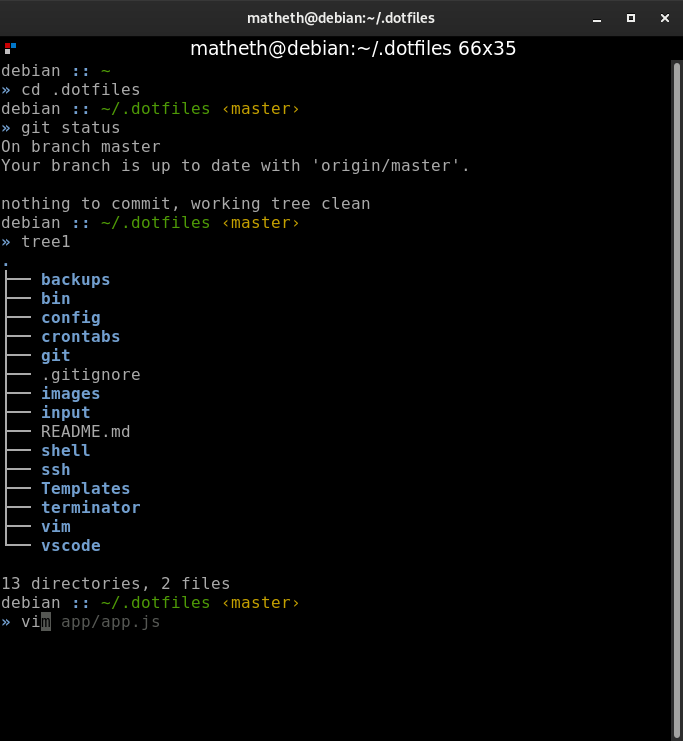 matheth@debian:~/.dotfiles
matheth@debian:~/.dotfiles 66x35
debian :: ~
» cd .dotfiles
debian :: ~/.dotfiles ‹master›
» git status
On branch master
Your branch is up to date with 'origin/master'.
nothing to commit, working tree clean
debian :: ~/.dotfiles ‹master›
» tree1
.
├── backups
├── bin
├── config
├── crontabs
├── git
├── .gitignore
├── images
├── input
├── README.md
├── shell
├── ssh
├── Templates
├── terminator
├── vim
└── vscode
13 directories, 2 files
debian :: ~/.dotfiles ‹master›
» vim app/app.js